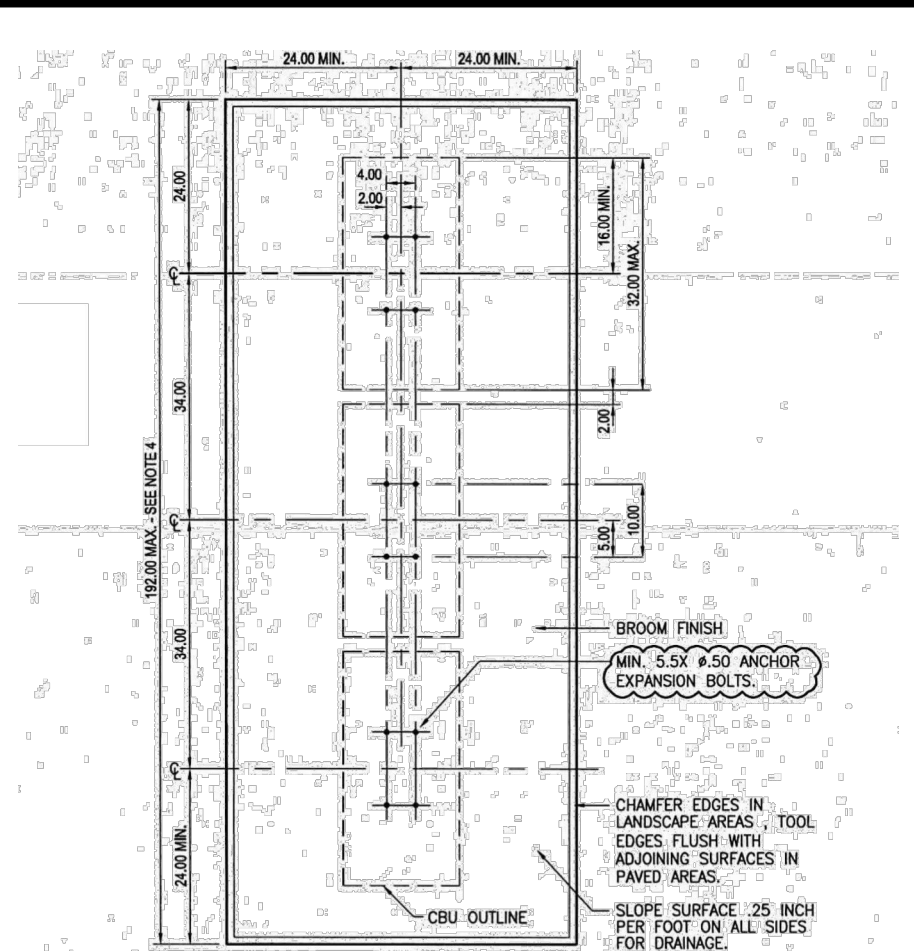 24.00 MIN.
24.00 MIN.
24.00
4.00
2.00
16.00 MIN.
32.00 MAX.
℄
34.00
2.00
192.00 MAX. - SEE NOTE 4
10.00
5.00
℄
BROOM FINISH
34.00
MIN. 5.5X ø.50 ANCHOR
EXPANSION BOLTS.
℄
CHAMFER EDGES IN
LANDSCAPE AREAS , TOOL
EDGES FLUSH WITH
ADJOINING SURFACES IN
PAVED AREAS.
24.00 MIN.
CBU OUTLINE
SLOPE SURFACE .25 INCH
PER FOOT ON ALL SIDES
FOR DRAINAGE.